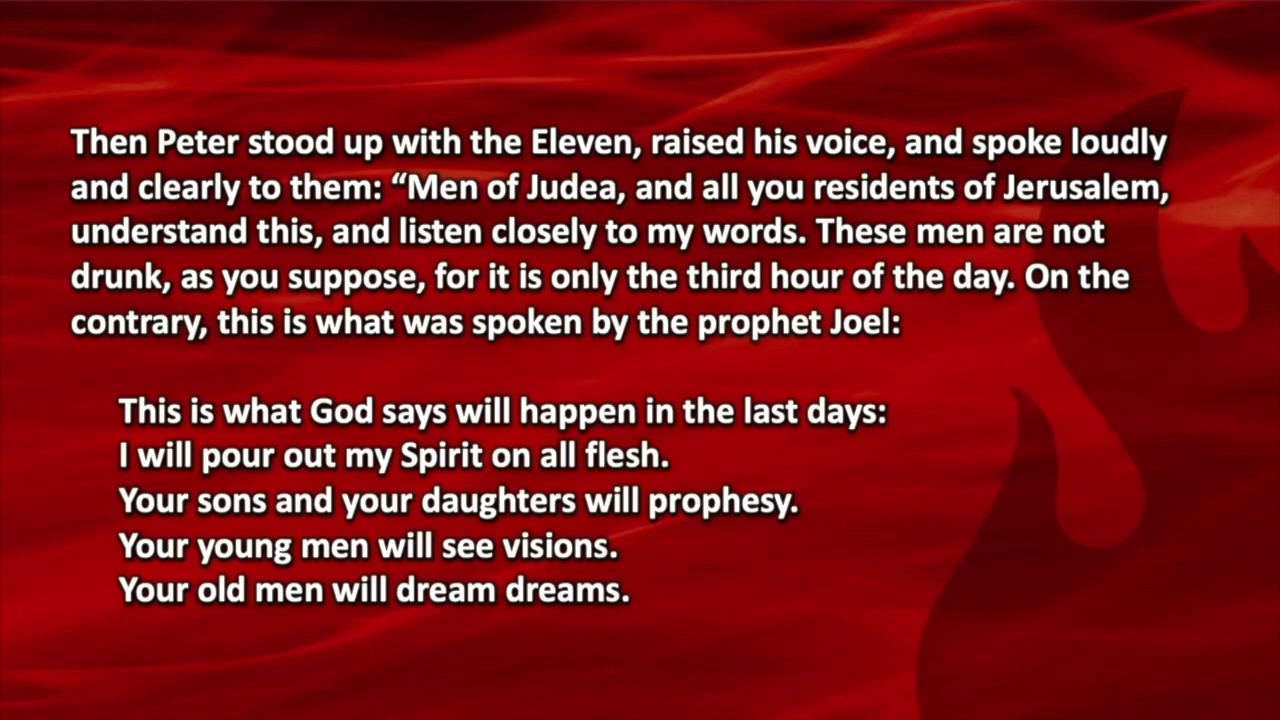 Then Peter stood up with the Eleven, raised his voice, and spoke loudly
and clearly to them: “Men of Judea, and all you residents of Jerusalem,
understand this, and listen closely to my words. These men are not
drunk, as you suppose, for it is only the third hour of the day. On the
contrary, this is what was spoken by the prophet Joel:
This is what God says will happen in the last days:
I will pour out my Spirit on all flesh.
Your sons and your daughters will prophesy.
Your young men will see visions.
Your old men will dream dreams.